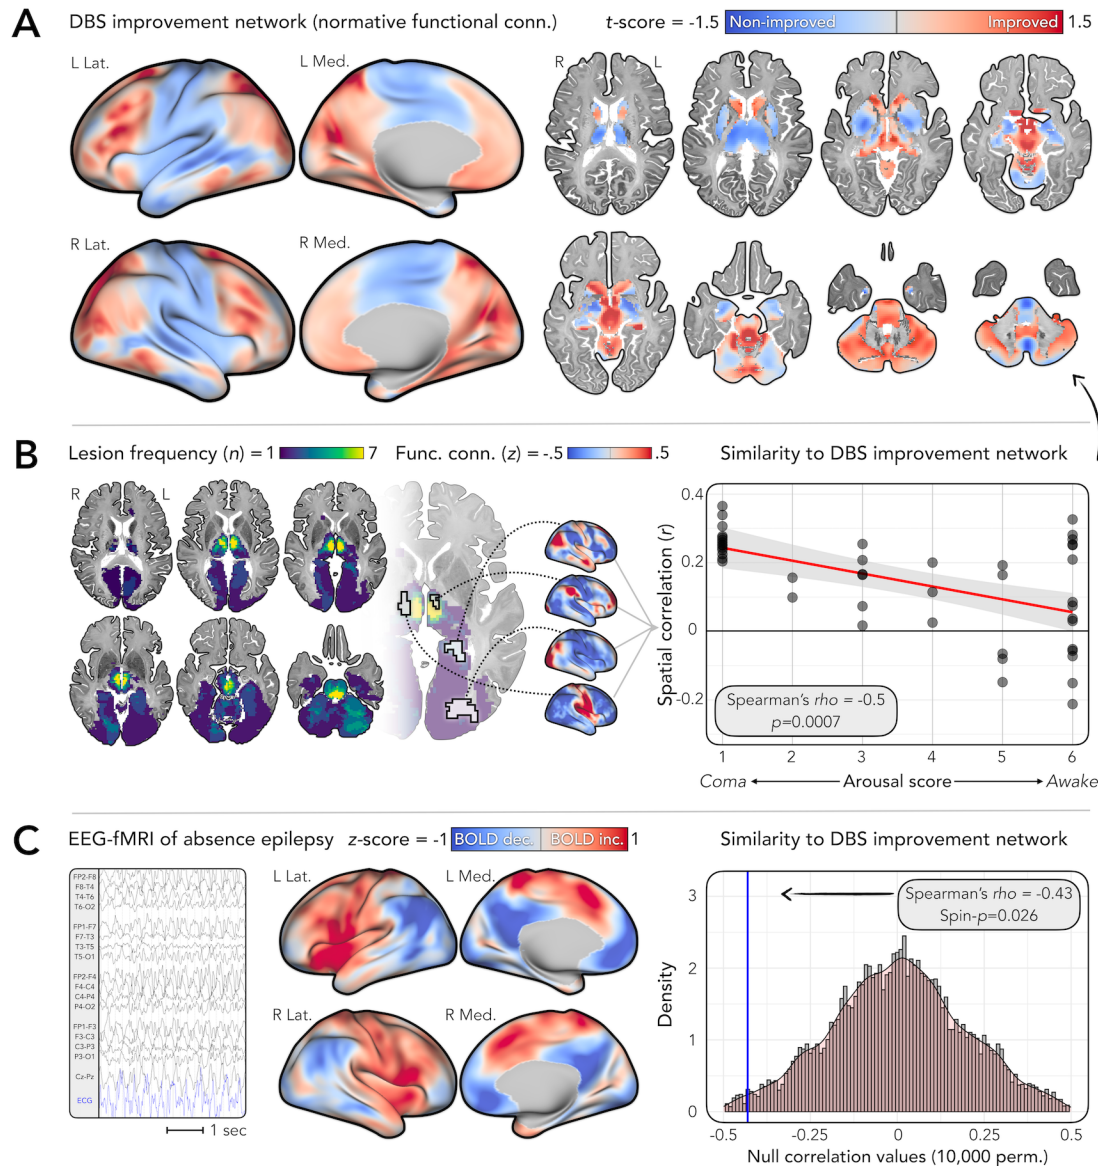 A DBS improvement network (normative functional conn.) t-score = -1.5 Non-improved Improved 1.5
L Lat. L Med. R L
R Lat. R Med.
B Lesion frequency (n) = 1 7 Func. conn. (z) = -.5 .5 Similarity to DBS improvement network
R L
Spatial correlation (r)
0.4
0.2
0
-0.2
Spearman's rho = -0.5
p=0.0007
1 2 3 4 5 6
Coma Arousal score Awake
C EEG-fMRI of absence epilepsy z-score = -1 BOLD dec. BOLD inc. 1 Similarity to DBS improvement network
FP2-F8
F8-T4
T4-T6
T6-O2
FP1-F7
F7-T3
T3-T5
T5-O1
FP2-F4
F4-C4
C4-P4
P4-O2
FP1-F3
F3-C3
C3-P3
P3-O1
Cz-Pz
ECG
1 sec
L Lat. L Med.
R Lat. R Med.
Density
3
2
1
0
Spearman's rho = -0.43
Spin-p=0.026
-0.5 -0.25 0 0.25 0.5
Null correlation values (10,000 perm.)